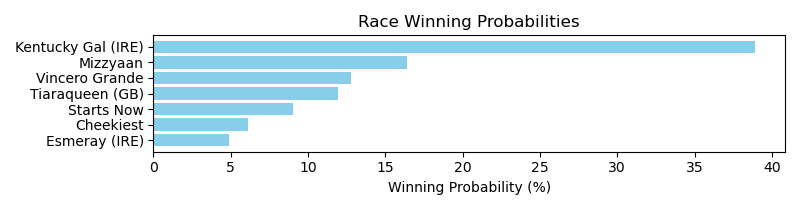 Race Winning Probabilities
Kentucky Gal (IRE)
Mizzyaan
Vincero Grande
Tiaraqueen (GB)
Starts Now
Cheekiest
Esmeray (IRE)
0 5 10 15 20 25 30 35 40
Winning Probability (%)